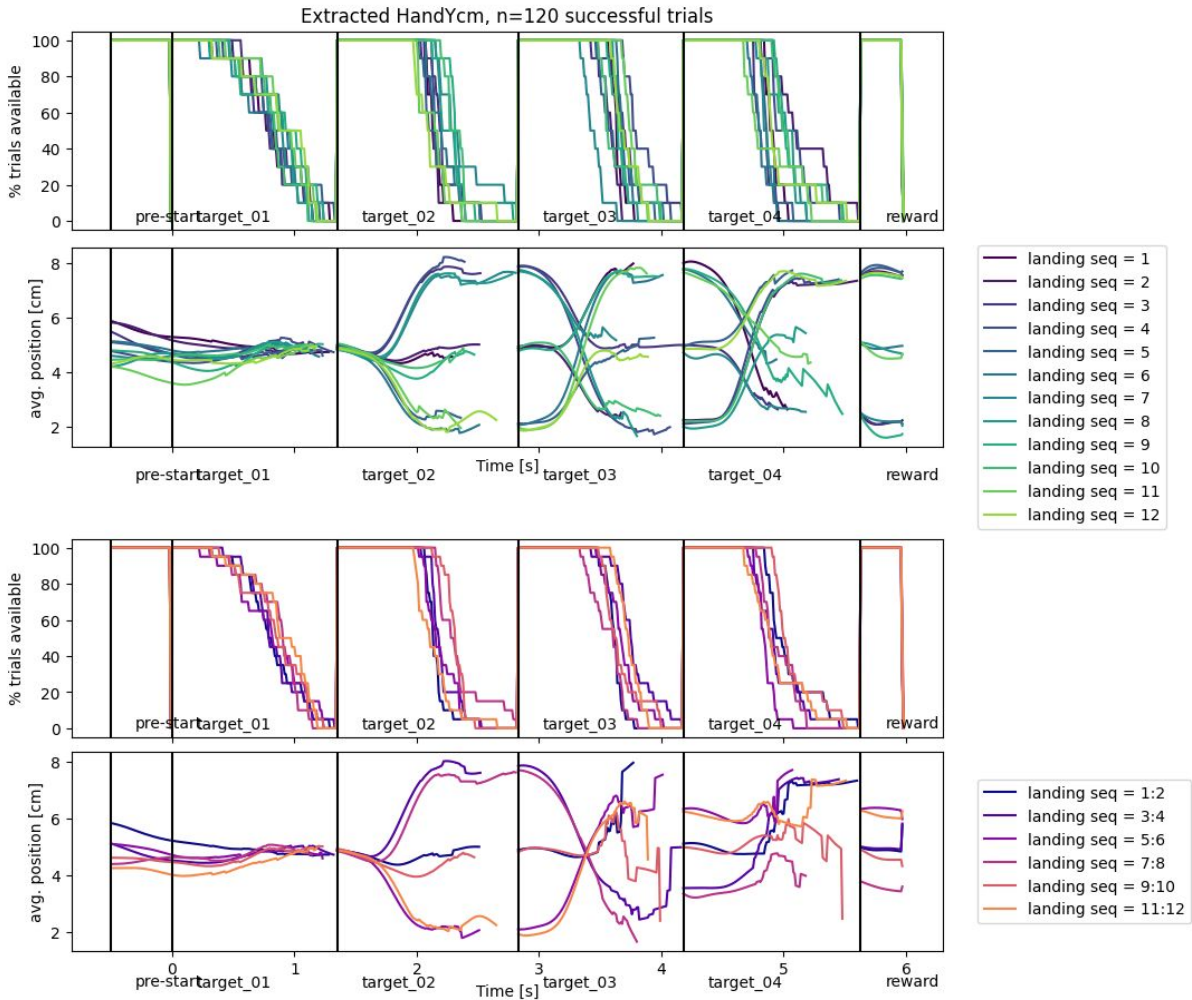 Extracted HandYcm, n=120 successful trials
% trials available
100
80
60
40
20
0
pre-start target_01 target_02 target_03 target_04 reward
avg. position [cm]
8
6
4
2
Time [s]
pre-start target_01 target_02 target_03 target_04 reward
landing seq = 1
landing seq = 2
landing seq = 3
landing seq = 4
landing seq = 5
landing seq = 6
landing seq = 7
landing seq = 8
landing seq = 9
landing seq = 10
landing seq = 11
landing seq = 12
% trials available
100
80
60
40
20
0
pre-start target_01 target_02 target_03 target_04 reward
avg. position [cm]
8
6
4
2
0 1 2 3 4 5 6
pre-start target_01 target_02 target_03 target_04 reward
Time [s]
landing seq = 1:2
landing seq = 3:4
landing seq = 5:6
landing seq = 7:8
landing seq = 9:10
landing seq = 11:12